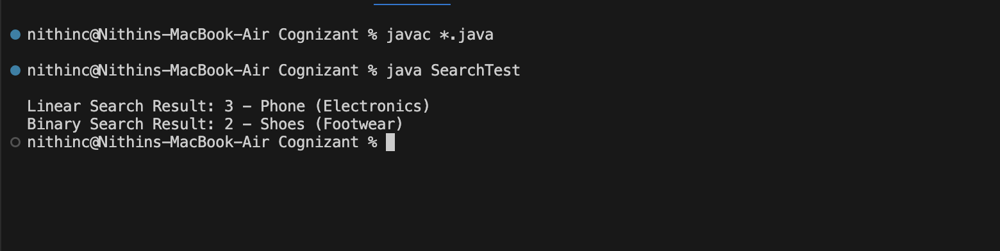 nithinc@Nithins-MacBook-Air Cognizant % javac *.java
nithinc@Nithins-MacBook-Air Cognizant % java SearchTest
Linear Search Result: 3 - Phone (Electronics)
Binary Search Result: 2 - Shoes (Footwear)
nithinc@Nithins-MacBook-Air Cognizant %